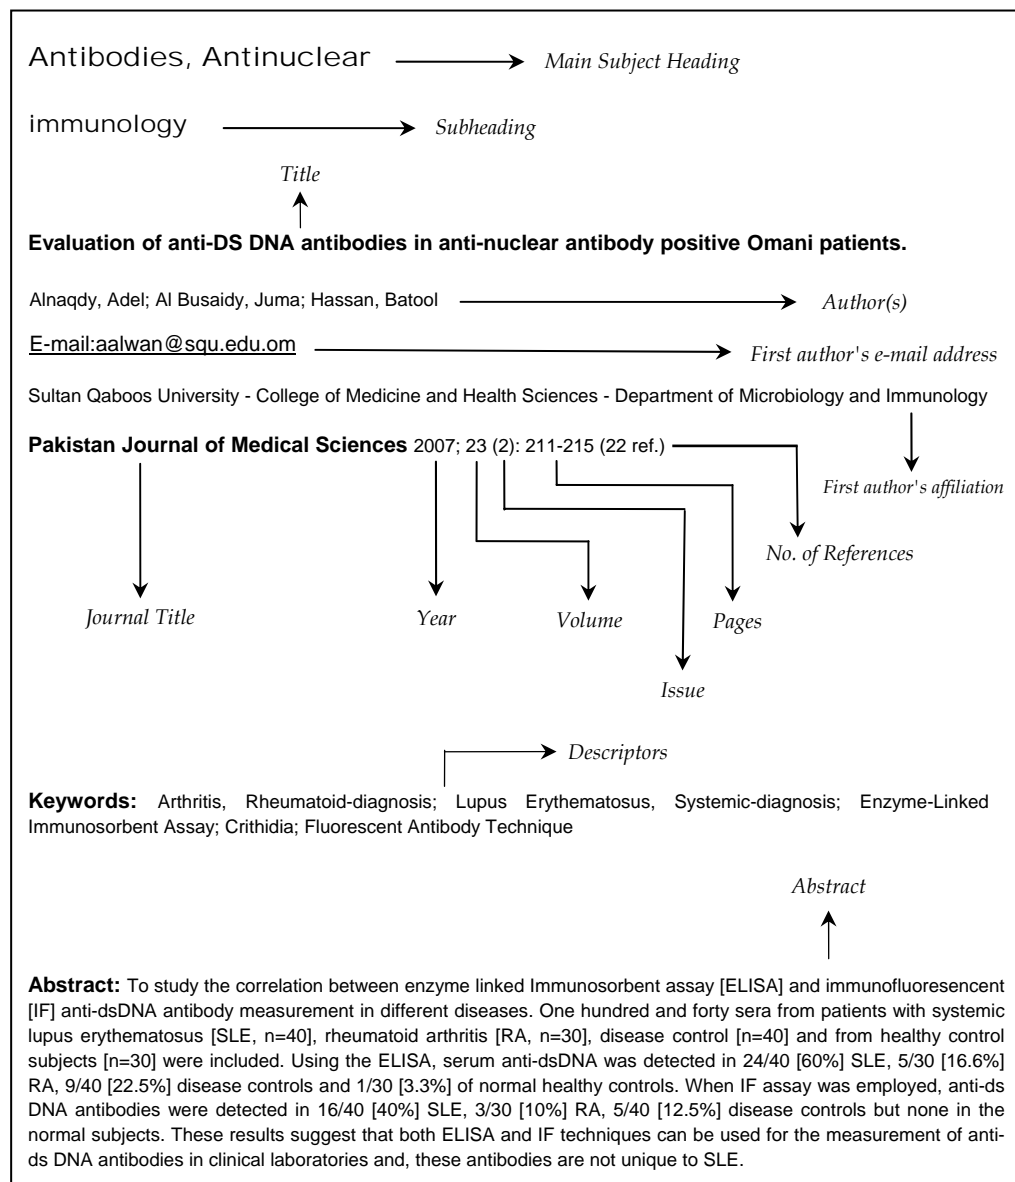 Antibodies, Antinuclear Main Subject Heading
immunology Subheading
Title
Evaluation of anti-DS DNA antibodies in anti-nuclear antibody positive Omani patients.
Alnaqdy, Adel; Al Busaidy, Juma; Hassan, Batool Author(s)
E-mail:aalwan@squ.edu.om First author's e-mail address
Sultan Qaboos University - College of Medicine and Health Sciences - Department of Microbiology and Immunology
Pakistan Journal of Medical Sciences 2007; 23 (2): 211-215 (22 ref.)
First author's affiliation
No. of References
Journal Title Year Volume Pages
Issue
Descriptors
Keywords: Arthritis, Rheumatoid-diagnosis; Lupus Erythematosus, Systemic-diagnosis; Enzyme-Linked
Immunosorbent Assay; Crithidia; Fluorescent Antibody Technique
Abstract
Abstract: To study the correlation between enzyme linked Immunosorbent assay [ELISA] and immunofluoresencent
[IF] anti-dsDNA antibody measurement in different diseases. One hundred and forty sera from patients with systemic
lupus erythematosus [SLE, n=40], rheumatoid arthritis [RA, n=30], disease control [n=40] and from healthy control
subjects [n=30] were included. Using the ELISA, serum anti-dsDNA was detected in 24/40 [60%] SLE, 5/30 [16.6%]
RA, 9/40 [22.5%] disease controls and 1/30 [3.3%] of normal healthy controls. When IF assay was employed, anti-ds
DNA antibodies were detected in 16/40 [40%] SLE, 3/30 [10%] RA, 5/40 [12.5%] disease controls but none in the
normal subjects. These results suggest that both ELISA and IF techniques can be used for the measurement of anti-
ds DNA antibodies in clinical laboratories and, these antibodies are not unique to SLE.